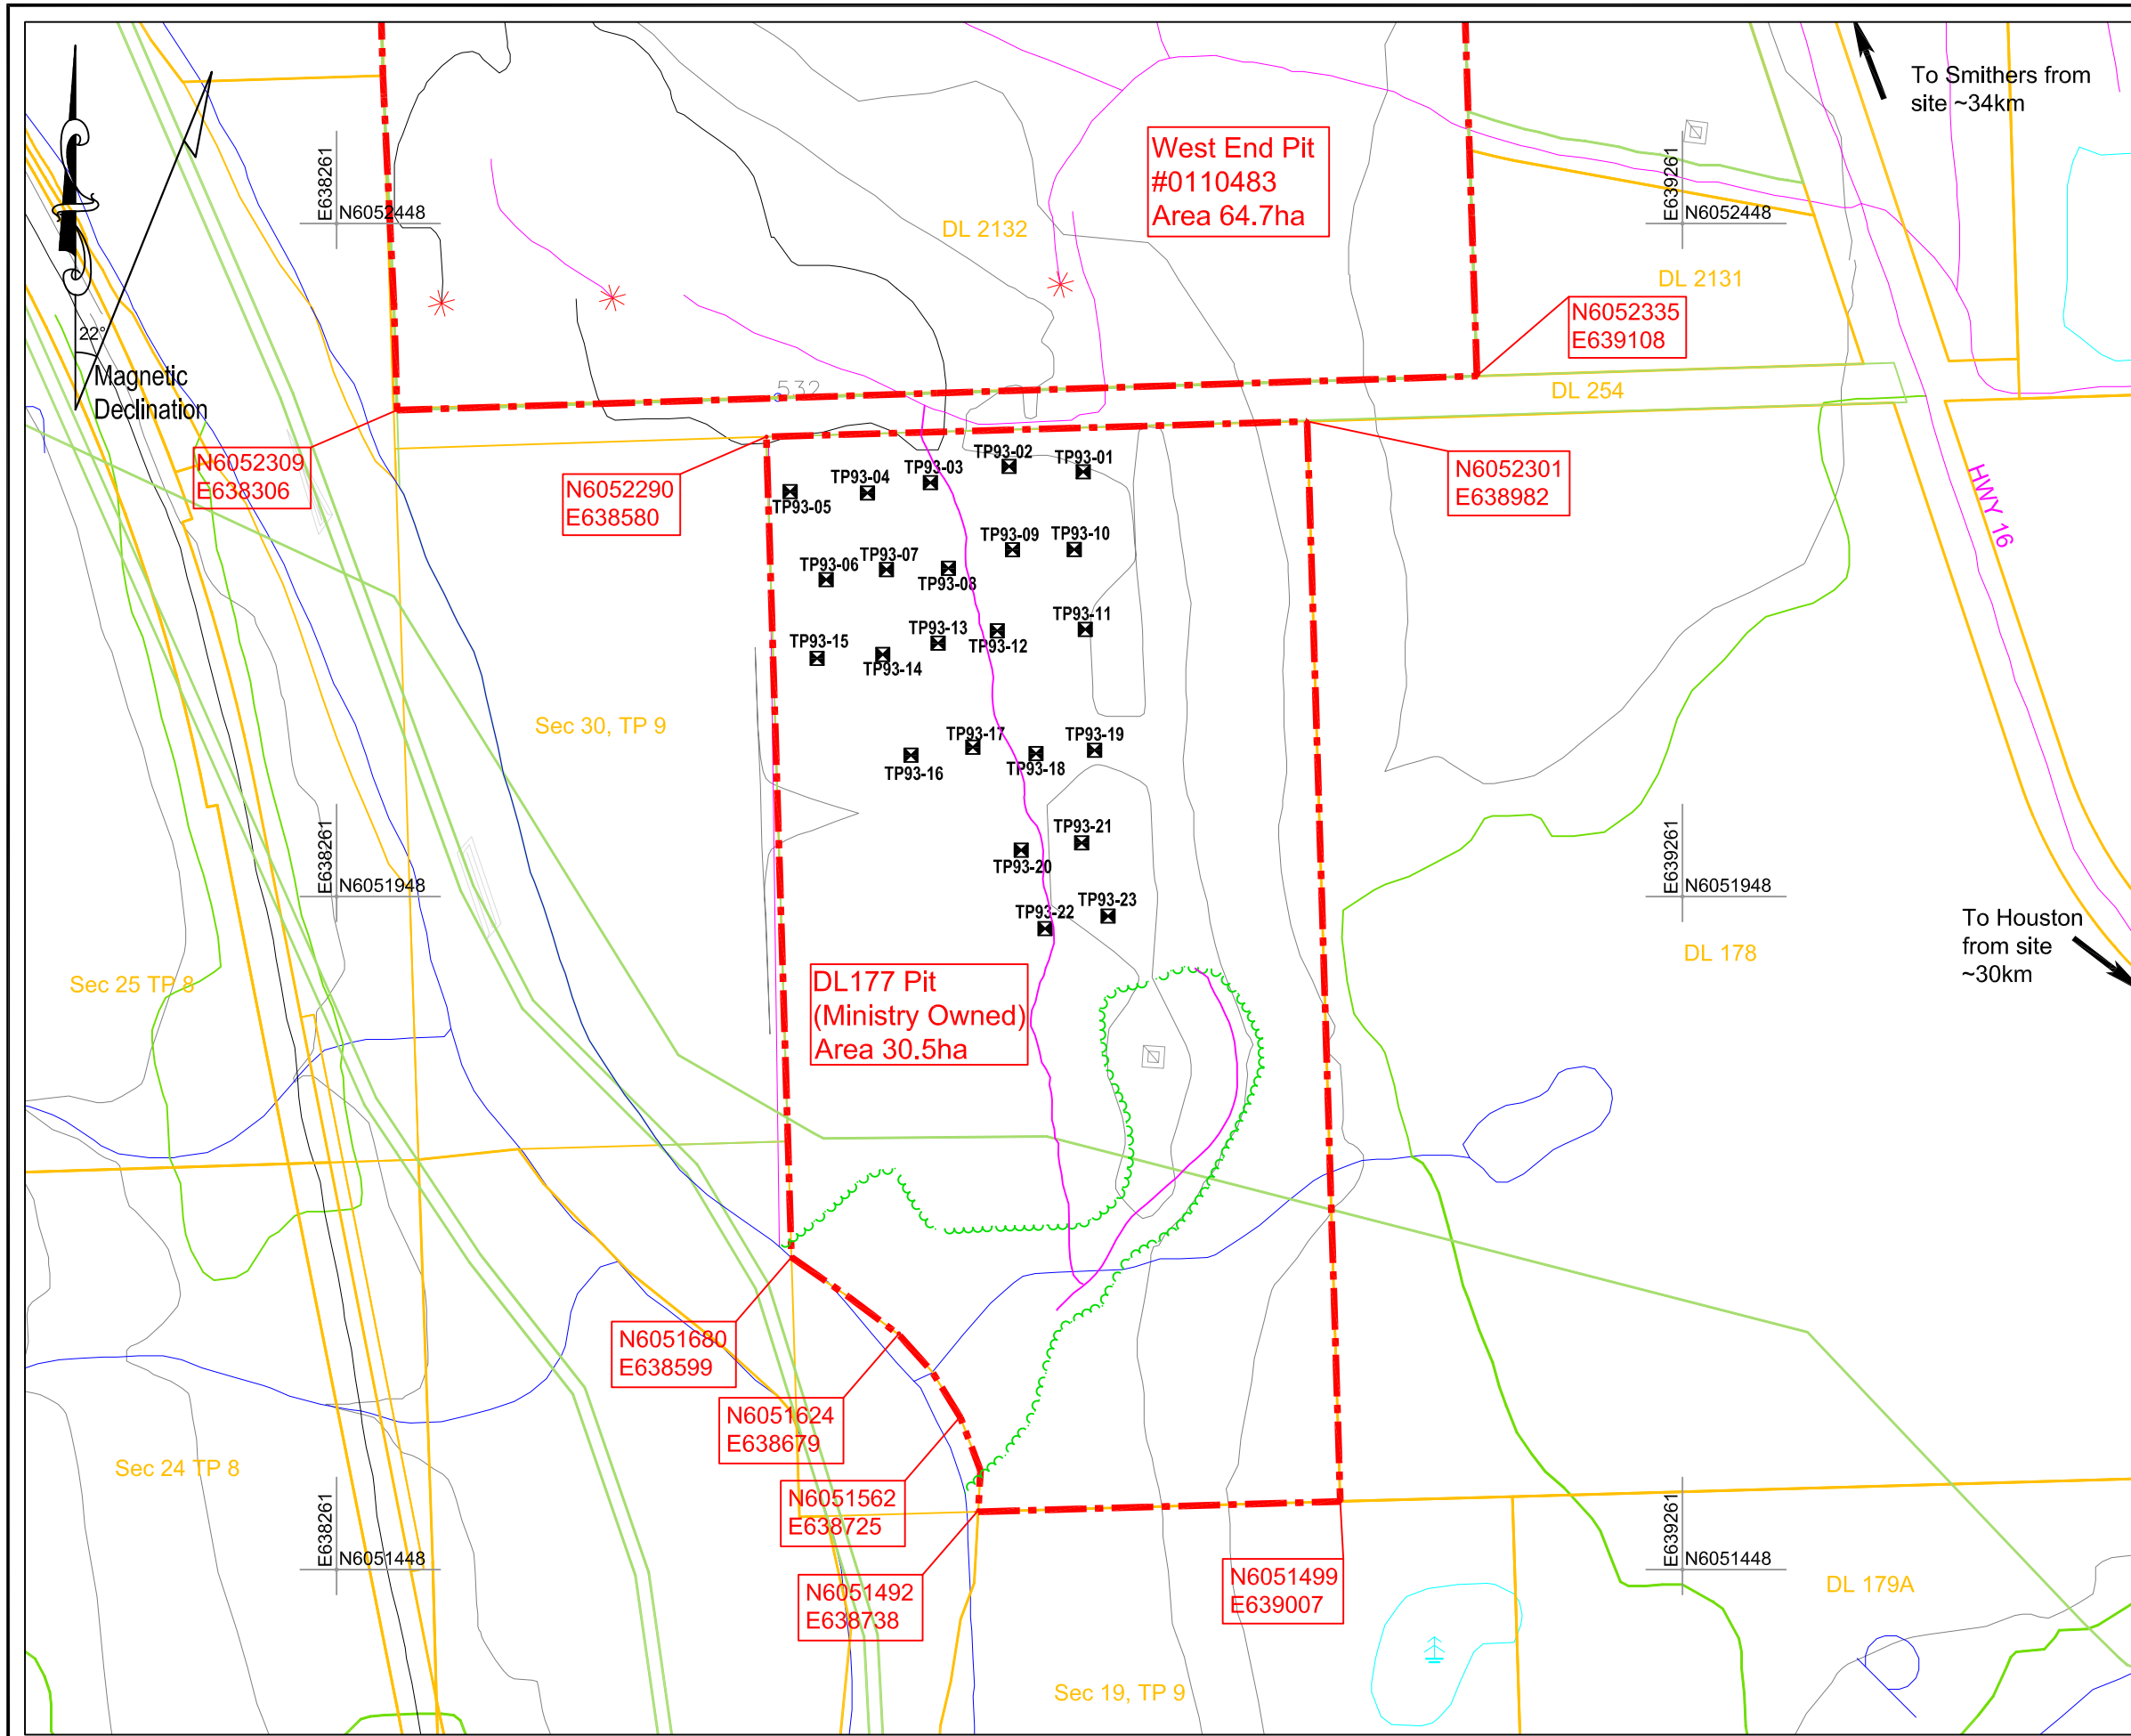 To Smithers from
site ~34km
West End Pit
#0110483
Area 64.7ha
E638261
N6052448
DL 2132
E639261
N6052448
DL 2131
22°
Magnetic
Declination
N6052335
E639108
532
DL 254
N6052309
E638306
N6052290
E638580
N6052301
E638982
HWY 16
TP93-02
TP93-01
TP93-03
TP93-04
TP93-05
TP93-09
TP93-10
TP93-07
TP93-06
TP93-08
TP93-11
TP93-13
TP93-12
TP93-15
TP93-14
Sec 30, TP 9
TP93-17
TP93-19
TP93-16
TP93-18
TP93-21
TP93-20
TP93-22
TP93-23
E638261
N6051948
E639261
N6051948
To Houston
from site
~30km
DL 178
Sec 25 TP 8
DL177 Pit
(Ministry Owned)
Area 30.5ha
N6051680
E638599
N6051624
E638679
Sec 24 TP 8
N6051562
E638725
E638261
N6051448
E639261
N6051448
N6051492
E638738
N6051499
E639007
DL 179A
Sec 19, TP 9